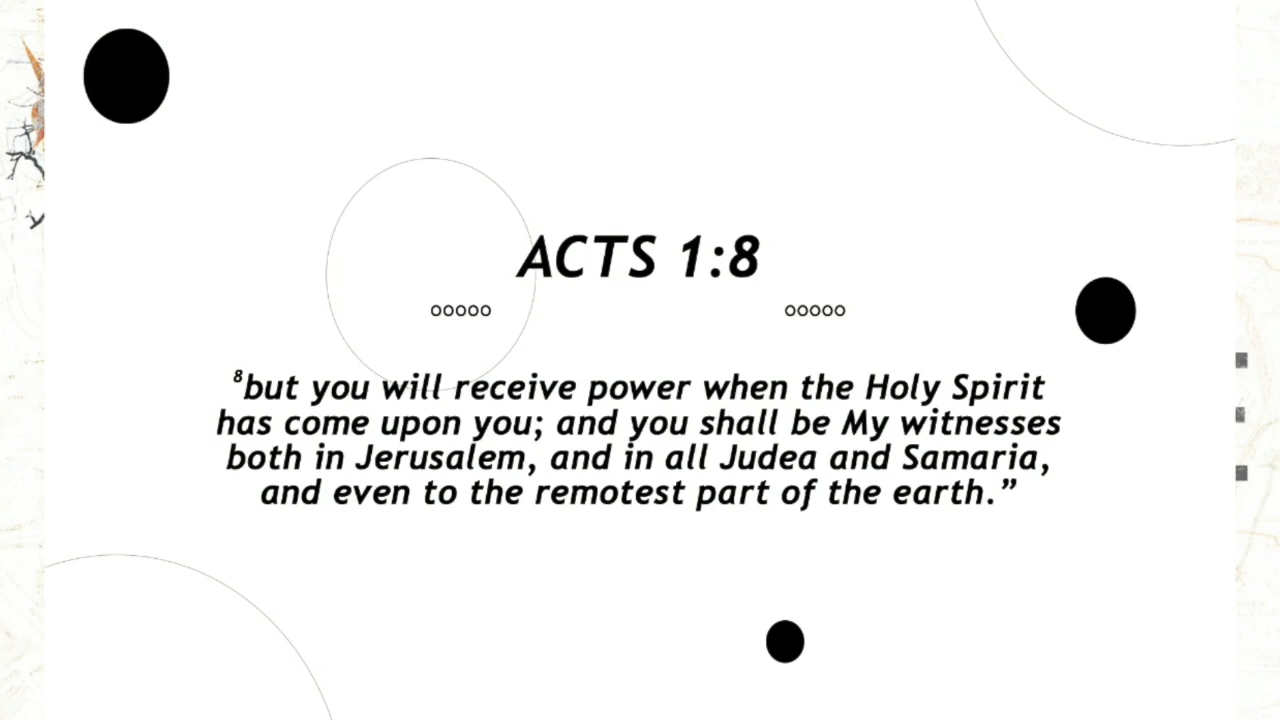 ACTS 1:8
ooooo ooooo
⁸but you will receive power when the Holy Spirit
has come upon you; and you shall be My witnesses
both in Jerusalem, and in all Judea and Samaria,
and even to the remotest part of the earth.”